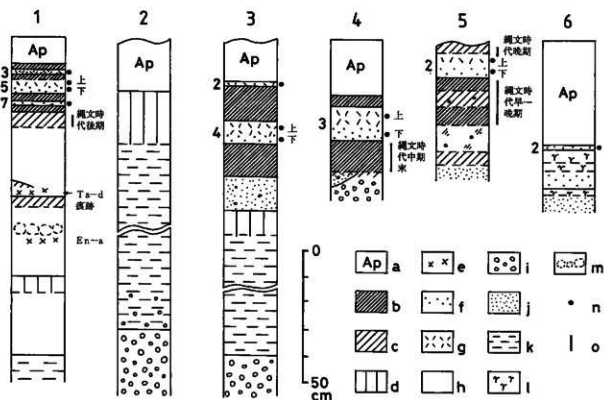 1 2 3 4 5 6
Ap
3
5 上
下
7
縄文時
代後期
Ta-d
痕跡
En-a
Ap
Ap
2
4 上
下
Ap
3 上
下
縄文時
代中期
末
縄文時
代晩期
2 上
下
縄文時
代早-
晩期
Ap
2
0
50
cm
Ap a
b
c
d
e
f
g
h
i
j
k
l
m
n
o